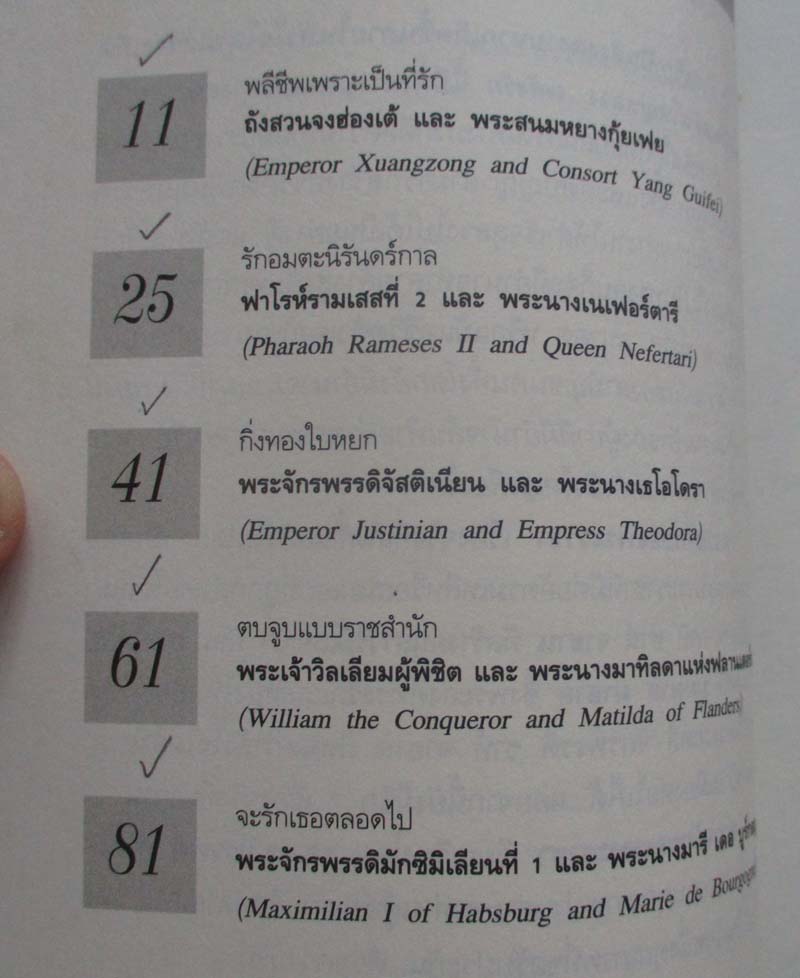 11
พลีชีพเพราะเป็นที่รัก
ถังสวนจงฮ่องเต้ และ พระสนมหยางกุ้ยเฟย
(Emperor Xuangzong and Consort Yang Guifei)
25
รักอมตะนิรันดร์กาล
ฟาโรห์รามเสสที่ 2 และ พระนางเนเฟอร์ตารี
(Pharaoh Rameses II and Queen Nefertari)
41
กิ่งทองใบหยก
พระจักรพรรดิจัสติเนียน และ พระนางเธโอโดรา
(Emperor Justinian and Empress Theodora)
61
ตบจูบแบบราชสำนัก
พระเจ้าวิลเลียมผู้พิชิต และ พระนางมาทิลดาแห่งฟลานเดอร์
(William the Conqueror and Matilda of Flanders)
81
จะรักเธอตลอดไป
พระจักรพรรดิมักซิมิเลียนที่ 1 และ พระนางมารี เดอ
(Maximilian I of Habsburg and Marie de Bourgogne